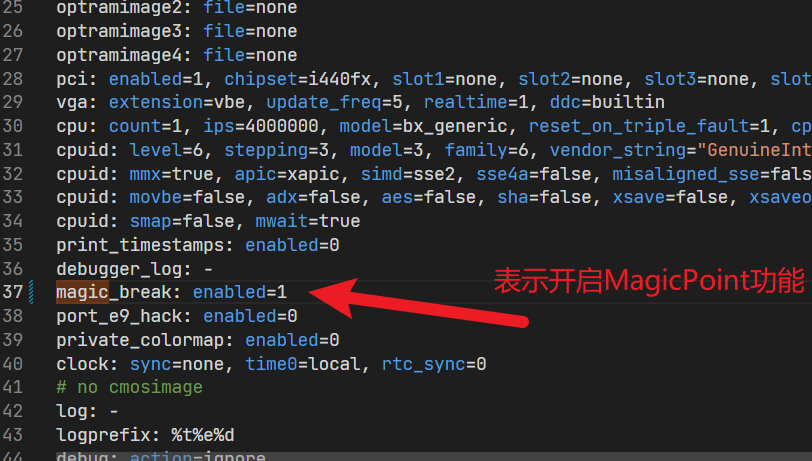 25 optramimage2: file=none
26 optramimage3: file=none
27 optramimage4: file=none
28 pci: enabled=1, chipset=i440fx, slot1=none, slot2=none, slot3=none, slot
29 vga: extension=vbe, update_freq=5, realtime=1, ddc=builtin
30 cpu: count=1, ips=4000000, model=bx_generic, reset_on_triple_fault=1, cp
31 cpuid: level=6, stepping=3, model=3, family=6, vendor_string="GenuineInt
32 cpuid: mmx=true, apic=xapic, simd=sse2, sse4a=false, misaligned_sse=fals
33 cpuid: movbe=false, adx=false, aes=false, sha=false, xsave=false, xsaveo
34 cpuid: smap=false, mwait=true
35 print_timestamps: enabled=0
36 debugger_log: -
37 magic_break: enabled=1
表示开启MagicPoint功能
38 port_e9_hack: enabled=0
39 private_colormap: enabled=0
40 clock: sync=none, time0=local, rtc_sync=0
41 # no cmosimage
42 log: -
43 logprefix: %t%e%d
44 debug: action=ignore